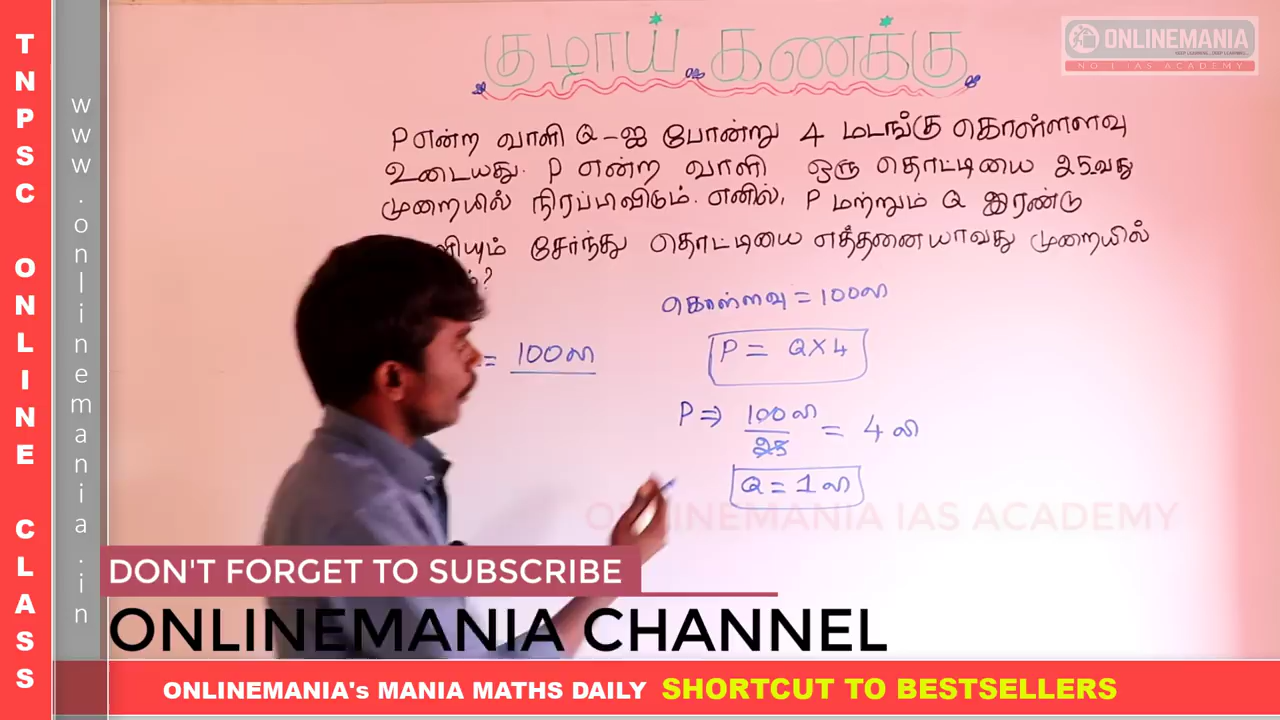 TNPSC ONLINE CLASS
www.onlinemania.in
குழாய் கணக்கு
ONLINEMANIA
NO 1 IAS ACADEMY
P என்ற வாளி Q-ஐ போன்று 4 மடங்கு கொள்ளளவு
உடையது. P என்ற வாளி ஒரு தொட்டியை 25வது
முறையில் நிரப்பிவிடும். எனில், P மற்றும் Q இரண்டு
சேர்ந்து தொட்டியை எத்தனையாவது முறையில்
கொள்ளவு = 100லி
= 100லி
P = Q×4
P ⇒ 100லி / 25 = 4 லி
Q = 1லி
ONLINEMANIA IAS ACADEMY
DON'T FORGET TO SUBSCRIBE
ONLINEMANIA CHANNEL
ONLINEMANIA's MANIA MATHS DAILY SHORTCUT TO BESTSELLERS